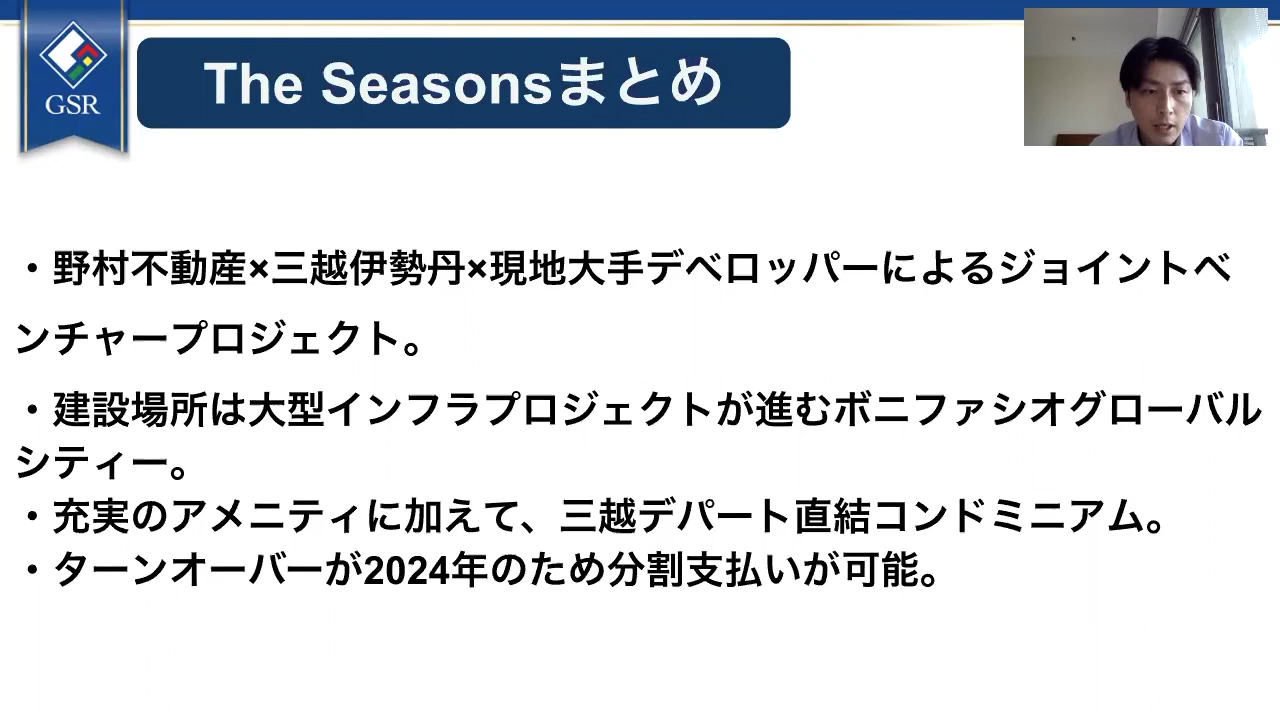 GSR
The Seasonsまとめ
・野村不動産×三越伊勢丹×現地大手デベロッパーによるジョイントベ
ンチャープロジェクト。
・建設場所は大型インフラプロジェクトが進むボニファシオグローバル
シティー。
・充実のアメニティに加えて、三越デパート直結コンドミニアム。
・ターンオーバーが2024年のため分割支払いが可能。